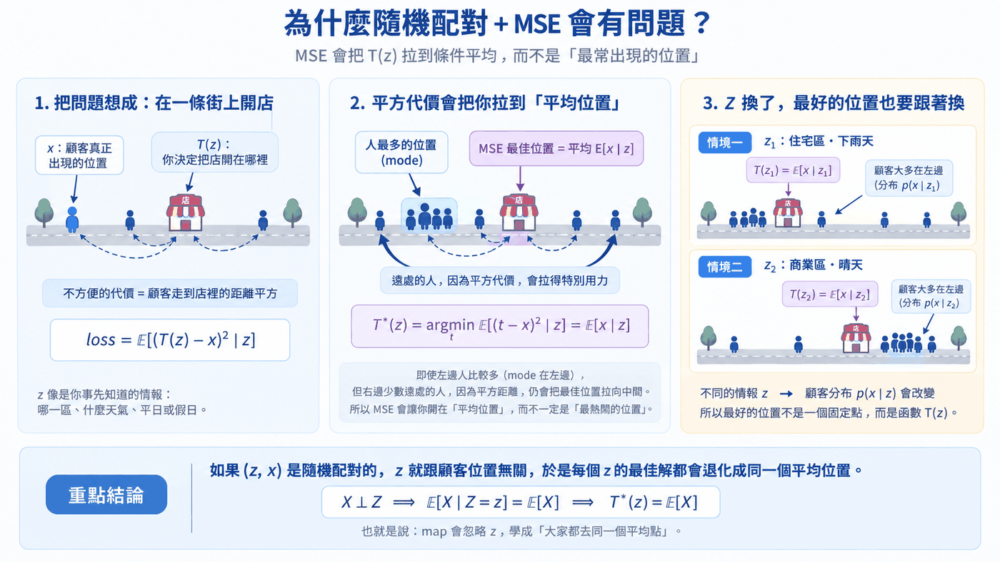 為什麼隨機配對 + MSE 會有問題？
MSE 會把 T(z) 拉到條件平均，而不是「最常出現的位置」
1. 把問題想成：在一條街上開店
x：顧客真正
出現的位置
T(z)：
你決定把店開在哪裡
店
不方便的代價 = 顧客走到店裡的距離平方
loss = 𝔼[(T(z) − x)² | z]
z 像是你事先知道的情報：
哪一區、什麼天氣、平日或假日。
2. 平方代價會把你拉到「平均位置」
人最多的位置
(mode)
MSE 最佳位置 = 平均 E[x | z]
店
遠處的人，因為平方代價，會拉得特別用力
T*(z) = argmin 𝔼[(t − x)² | z] = 𝔼[x | z]
t
即使左邊人比較多（mode 在左邊），
但右邊少數遠處的人，因為平方距離，仍會把最佳位置拉向中間。
所以 MSE 會讓你開在「平均位置」，而不一定是「最熱鬧的位置」。
3. Z 換了，最好的位置也要跟著換
情境一
z₁：住宅區・下雨天
T(z₁) = 𝔼[x | z₁]
顧客大多在左邊
(分布 p(x | z₁)
店
情境二
z₂：商業區・晴天
T(z₂) = 𝔼[x | z₂]
顧客大多在左邊
(分布 p(x | z₂)
店
不同的情報 z → 顧客分布 p(x | z) 會改變
所以最好的位置不是一個固定點，而是函數 T(z)。
重點結論
如果 (z, x) 是隨機配對的， z 就跟顧客位置無關，於是每個 z 的最佳解都會退化成同一個平均位置。
X ⊥ Z ⟹ 𝔼[X | Z = z] = 𝔼[X] ⟹ T*(z) = 𝔼[X]
也就是說：map 會忽略 z，學成「大家都去同一個平均點」。